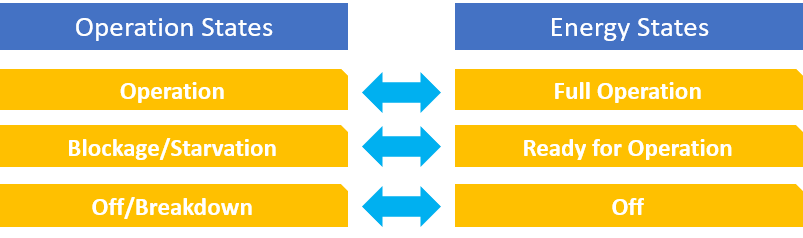 Operation States
Energy States
Operation
Full Operation
Blockage/Starvation
Ready for Operation
Off/Breakdown
Off